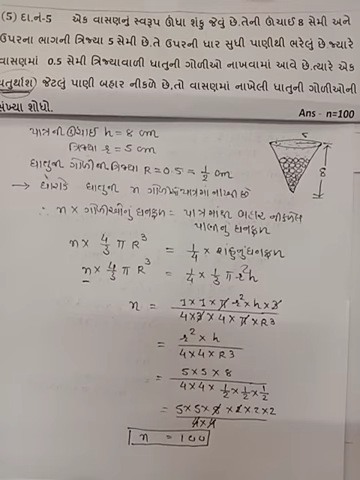 (5) દા.નં-5 એક વાસણનું સ્વરૂપ ઊંધા શંકુ જેવું છે.તેની ઊંચાઈ 8 સેમી અને
ઉપરના ભાગની ત્રિજ્યા 5 સેમી છે.તે ઉપરની ધાર સુધી પાણીથી ભરેલું છે. જ્યારે
વાસણમાં 0.5 સેમી ત્રિજ્યાવાળી ધાતુની ગોળીઓ નાખવામાં આવે છે.ત્યારે એક
ચતુર્થાંશ જેટલું પાણી બહાર નીકળે છે.,તો વાસણમાં નાખેલી ધાતુની ગોળીઓની
સંખ્યા શોધો.
Ans - n=100
પાત્રની ઊંચાઈ h = 8 cm
ત્રિજ્યા r = 5 cm
ધાતુની ગોળીની ત્રિજ્યા R = 0.5 = 1/2 cm
5
8
→ ધારોકે ધાતુની n ગોળીઓ પાત્રમાં નાખી છે
∴ n × ગોળીઓનું ઘનફળ = પાત્રમાંથી બહાર નીકળેલ
પાણીનું ઘનફળ
n × 4/3 π R³ = 1/4 × શંકુનું ઘનફળ
n × 4/3 π R³ = 1/4 × 1/3 π r² h
n = 1 × 1 × π × r² × h × 3 / 4 × 3 × 4 × π × R3
= r² × h / 4 × 4 × R3
= 5 × 5 × 8 / 4 × 4 × 1/2 × 1/2 × 1/2
= 5 × 5 × 8 × 2 × 2 × 2 / 4 × 4
n = 100